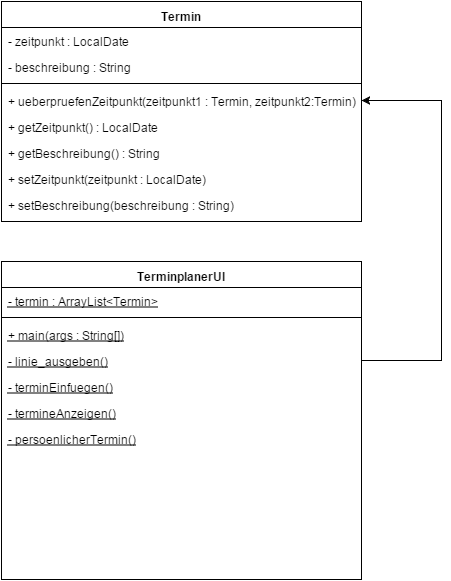 Termin
- zeitpunkt : LocalDate
- beschreibung : String
+ ueberpruefenZeitpunkt(zeitpunkt1 : Termin, zeitpunkt2:Termin)
+ getZeitpunkt() : LocalDate
+ getBeschreibung() : String
+ setZeitpunkt(zeitpunkt : LocalDate)
+ setBeschreibung(beschreibung : String)
TerminplanerUI
- termin : ArrayList<Termin>
+ main(args : String[])
- linie_ausgeben()
- terminEinfuegen()
- termineAnzeigen()
- persoenlicherTermin()